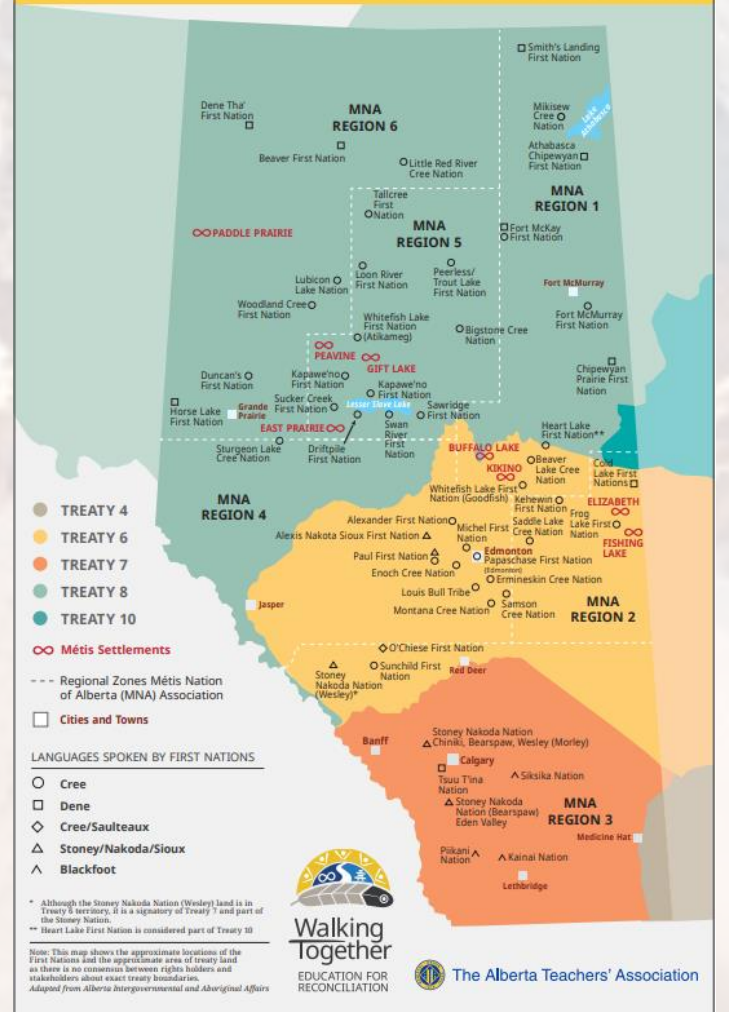 Smith's Landing
First Nation
Dene Tha'
First Nation
MNA
REGION 6
Mikisew
Cree
Nation
Lake
Athabasca
Beaver First Nation
Little Red River
Cree Nation
Athabasca
Chipewyan
First Nation
MNA
REGION 1
Tallcree
First
Nation
MNA
REGION 5
PADDLE PRAIRIE
Fort McKay
First Nation
Lubicon
Lake Nation
Loon River
First Nation
Peerless/
Trout Lake
First Nation
Fort McMurray
Woodland Cree
First Nation
Fort McMurray
First Nation
Whitefish Lake
First Nation
(Atikameg)
Bigstone Cree
Nation
PEAVINE
GIFT LAKE
Chipewyan
Prairie First
Nation
Duncan's
First Nation
Kapawe'no
First Nation
Kapawe'no
First Nation
Horse Lake
First Nation
Grande
Prairie
Sucker Creek
First Nation
Lesser Slave Lake
Sawridge
First Nation
EAST PRAIRIE
Swan
River
First
Nation
Sturgeon Lake
Cree Nation
Driftpile
First Nation
Heart Lake
First Nation**
BUFFALO LAKE
KIKINO
Beaver
Lake Cree
Nation
Cold
Lake First
Nations
Whitefish Lake First
Nation (Goodfish)
Kehewin
First Nation
ELIZABETH
MNA
REGION 4
Alexander First Nation
Michel First
Nation
Saddle Lake
Cree Nation
Frog
Lake First
Nation
FISHING
LAKE
Alexis Nakota Sioux First Nation
Paul First Nation
Edmonton
Papaschase First Nation
(Edmonton)
Enoch Cree Nation
Ermineskin Cree Nation
Louis Bull Tribe
Montana Cree Nation
Samson
Cree Nation
MNA
REGION 2
Jasper
O'Chiese First Nation
Stoney
Nakoda Nation
(Wesley)*
Sunchild First
Nation
Red Deer
Banff
Stoney Nakoda Nation
Chiniki, Bearspaw, Wesley (Morley)
Calgary
Tsuu T'ina
Nation
Siksika Nation
Stoney Nakoda
Nation (Bearspaw)
Eden Valley
MNA
REGION 3
Medicine Hat
Piikani
Nation
Kainai Nation
Lethbridge
TREATY 4
TREATY 6
TREATY 7
TREATY 8
TREATY 10
Métis Settlements
Regional Zones Métis Nation
of Alberta (MNA) Association
Cities and Towns
LANGUAGES SPOKEN BY FIRST NATIONS
Cree
Dene
Cree/Saulteaux
Stoney/Nakoda/Sioux
Blackfoot
* Although the Stoney Nakoda Nation (Wesley) land is in
Treaty 6 territory, it is a signatory of Treaty 7 and part of
the Stoney Nation.
** Heart Lake First Nation is considered part of Treaty 10
Note: This map shows the approximate locations of the
First Nations and the approximate area of treaty land
as there is no consensus between rights holders and
stakeholders about exact treaty boundaries.
Adapted from Alberta Intergovernmental and Aboriginal Affairs
Walking
Together
EDUCATION FOR
RECONCILIATION
The Alberta Teachers' Association